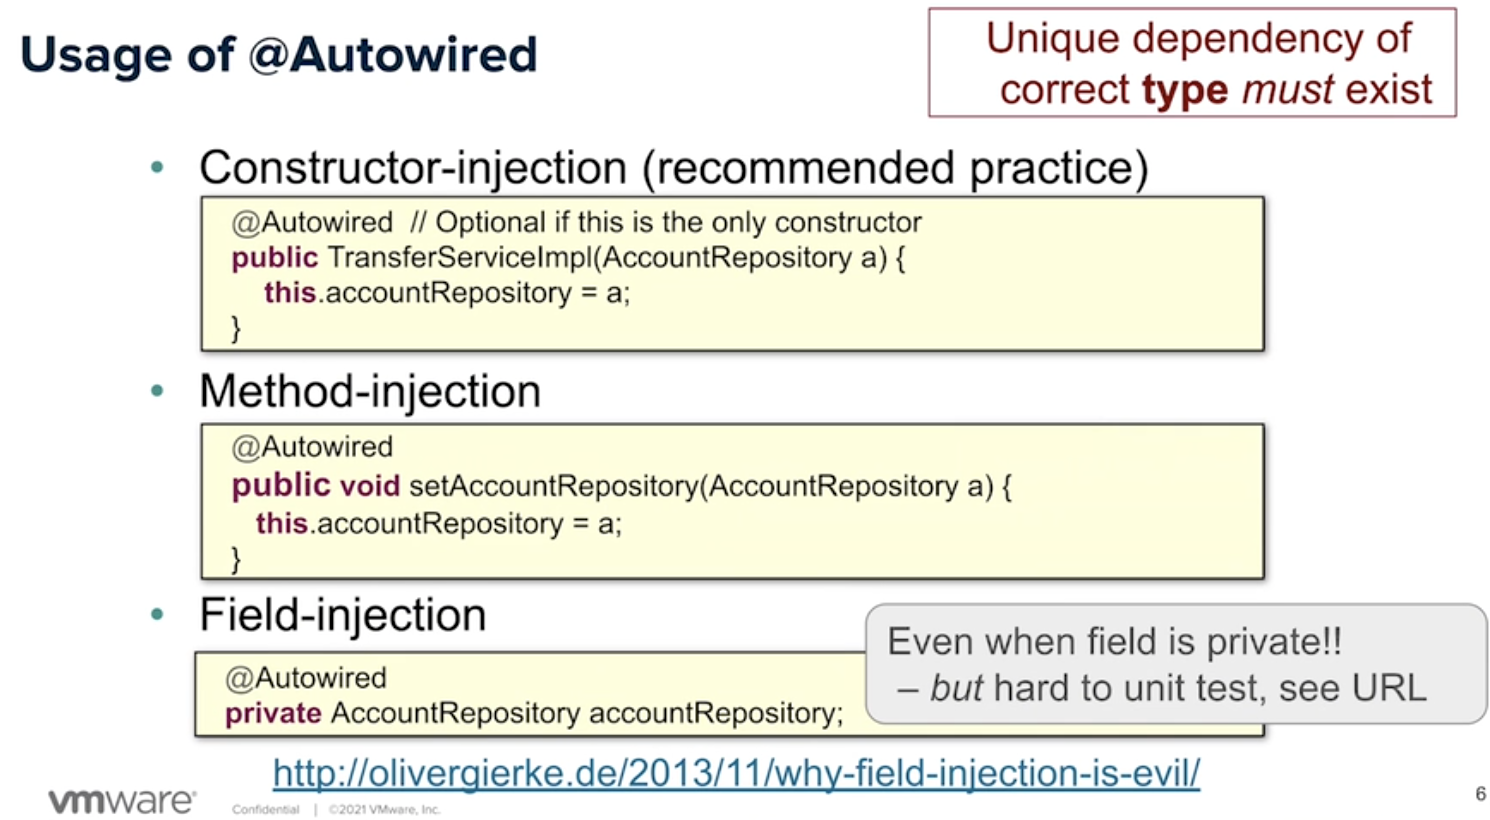 Usage of @Autowired
Unique dependency of
correct type must exist
• Constructor-injection (recommended practice)
@Autowired // Optional if this is the only constructor
public TransferServiceImpl(AccountRepository a) {
this.accountRepository = a;
}
• Method-injection
@Autowired
public void setAccountRepository(AccountRepository a) {
this.accountRepository = a;
}
• Field-injection
@Autowired
private AccountRepository accountRepository;
Even when field is private!!
– but hard to unit test, see URL
http://olivergierke.de/2013/11/why-field-injection-is-evil/
vmware®
Confidential | ©2021 VMware, Inc.
6